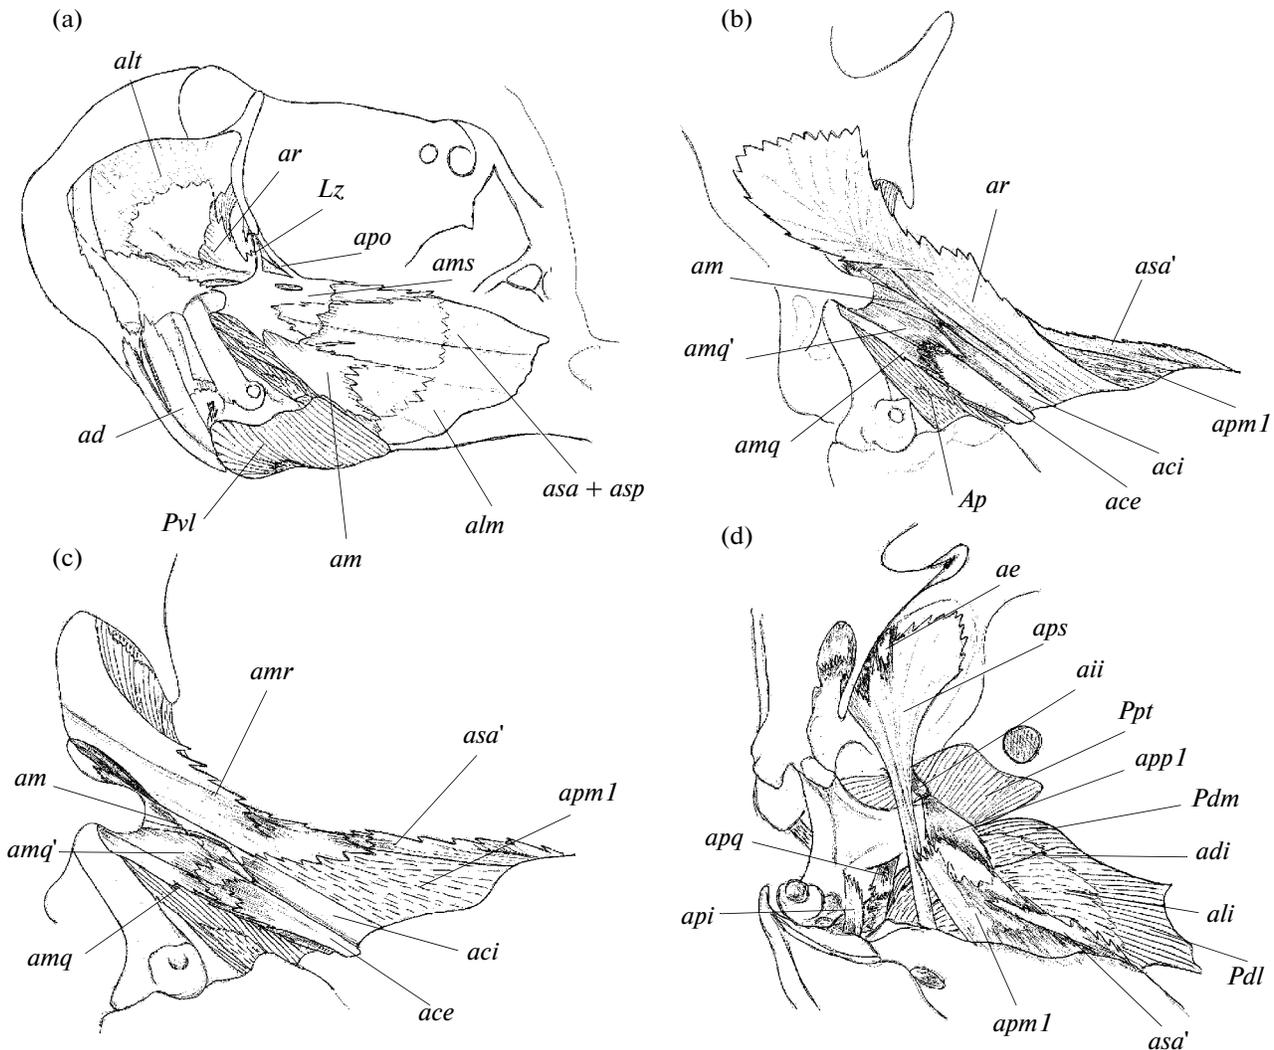 (a)
alt
ar
Lz
apo
ams
ad
Pvl
am
alm
asa + asp
(b)
ar
am
asa'
amq'
amq
Ap
ace
aci
apm1
(c)
amr
asa'
am
apm1
amq'
amq
aci
ace
(d)
ae
aps
aii
Ppt
app1
Pdm
apq
adi
api
ali
Pdl
apm1
asa'